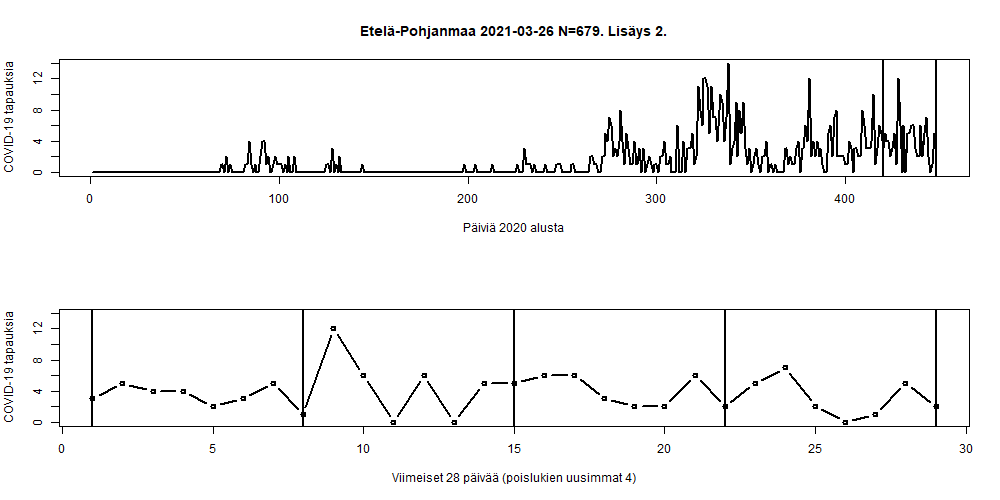 Etelä-Pohjanmaa 2021-03-26 N=679. Lisäys 2.
COVID-19 tapauksia
0 4 8 12
0 100 200 300 400
Päiviä 2020 alusta
COVID-19 tapauksia
0 4 8 12
0 5 10 15 20 25 30
Viimeiset 28 päivää (poislukien uusimmat 4)